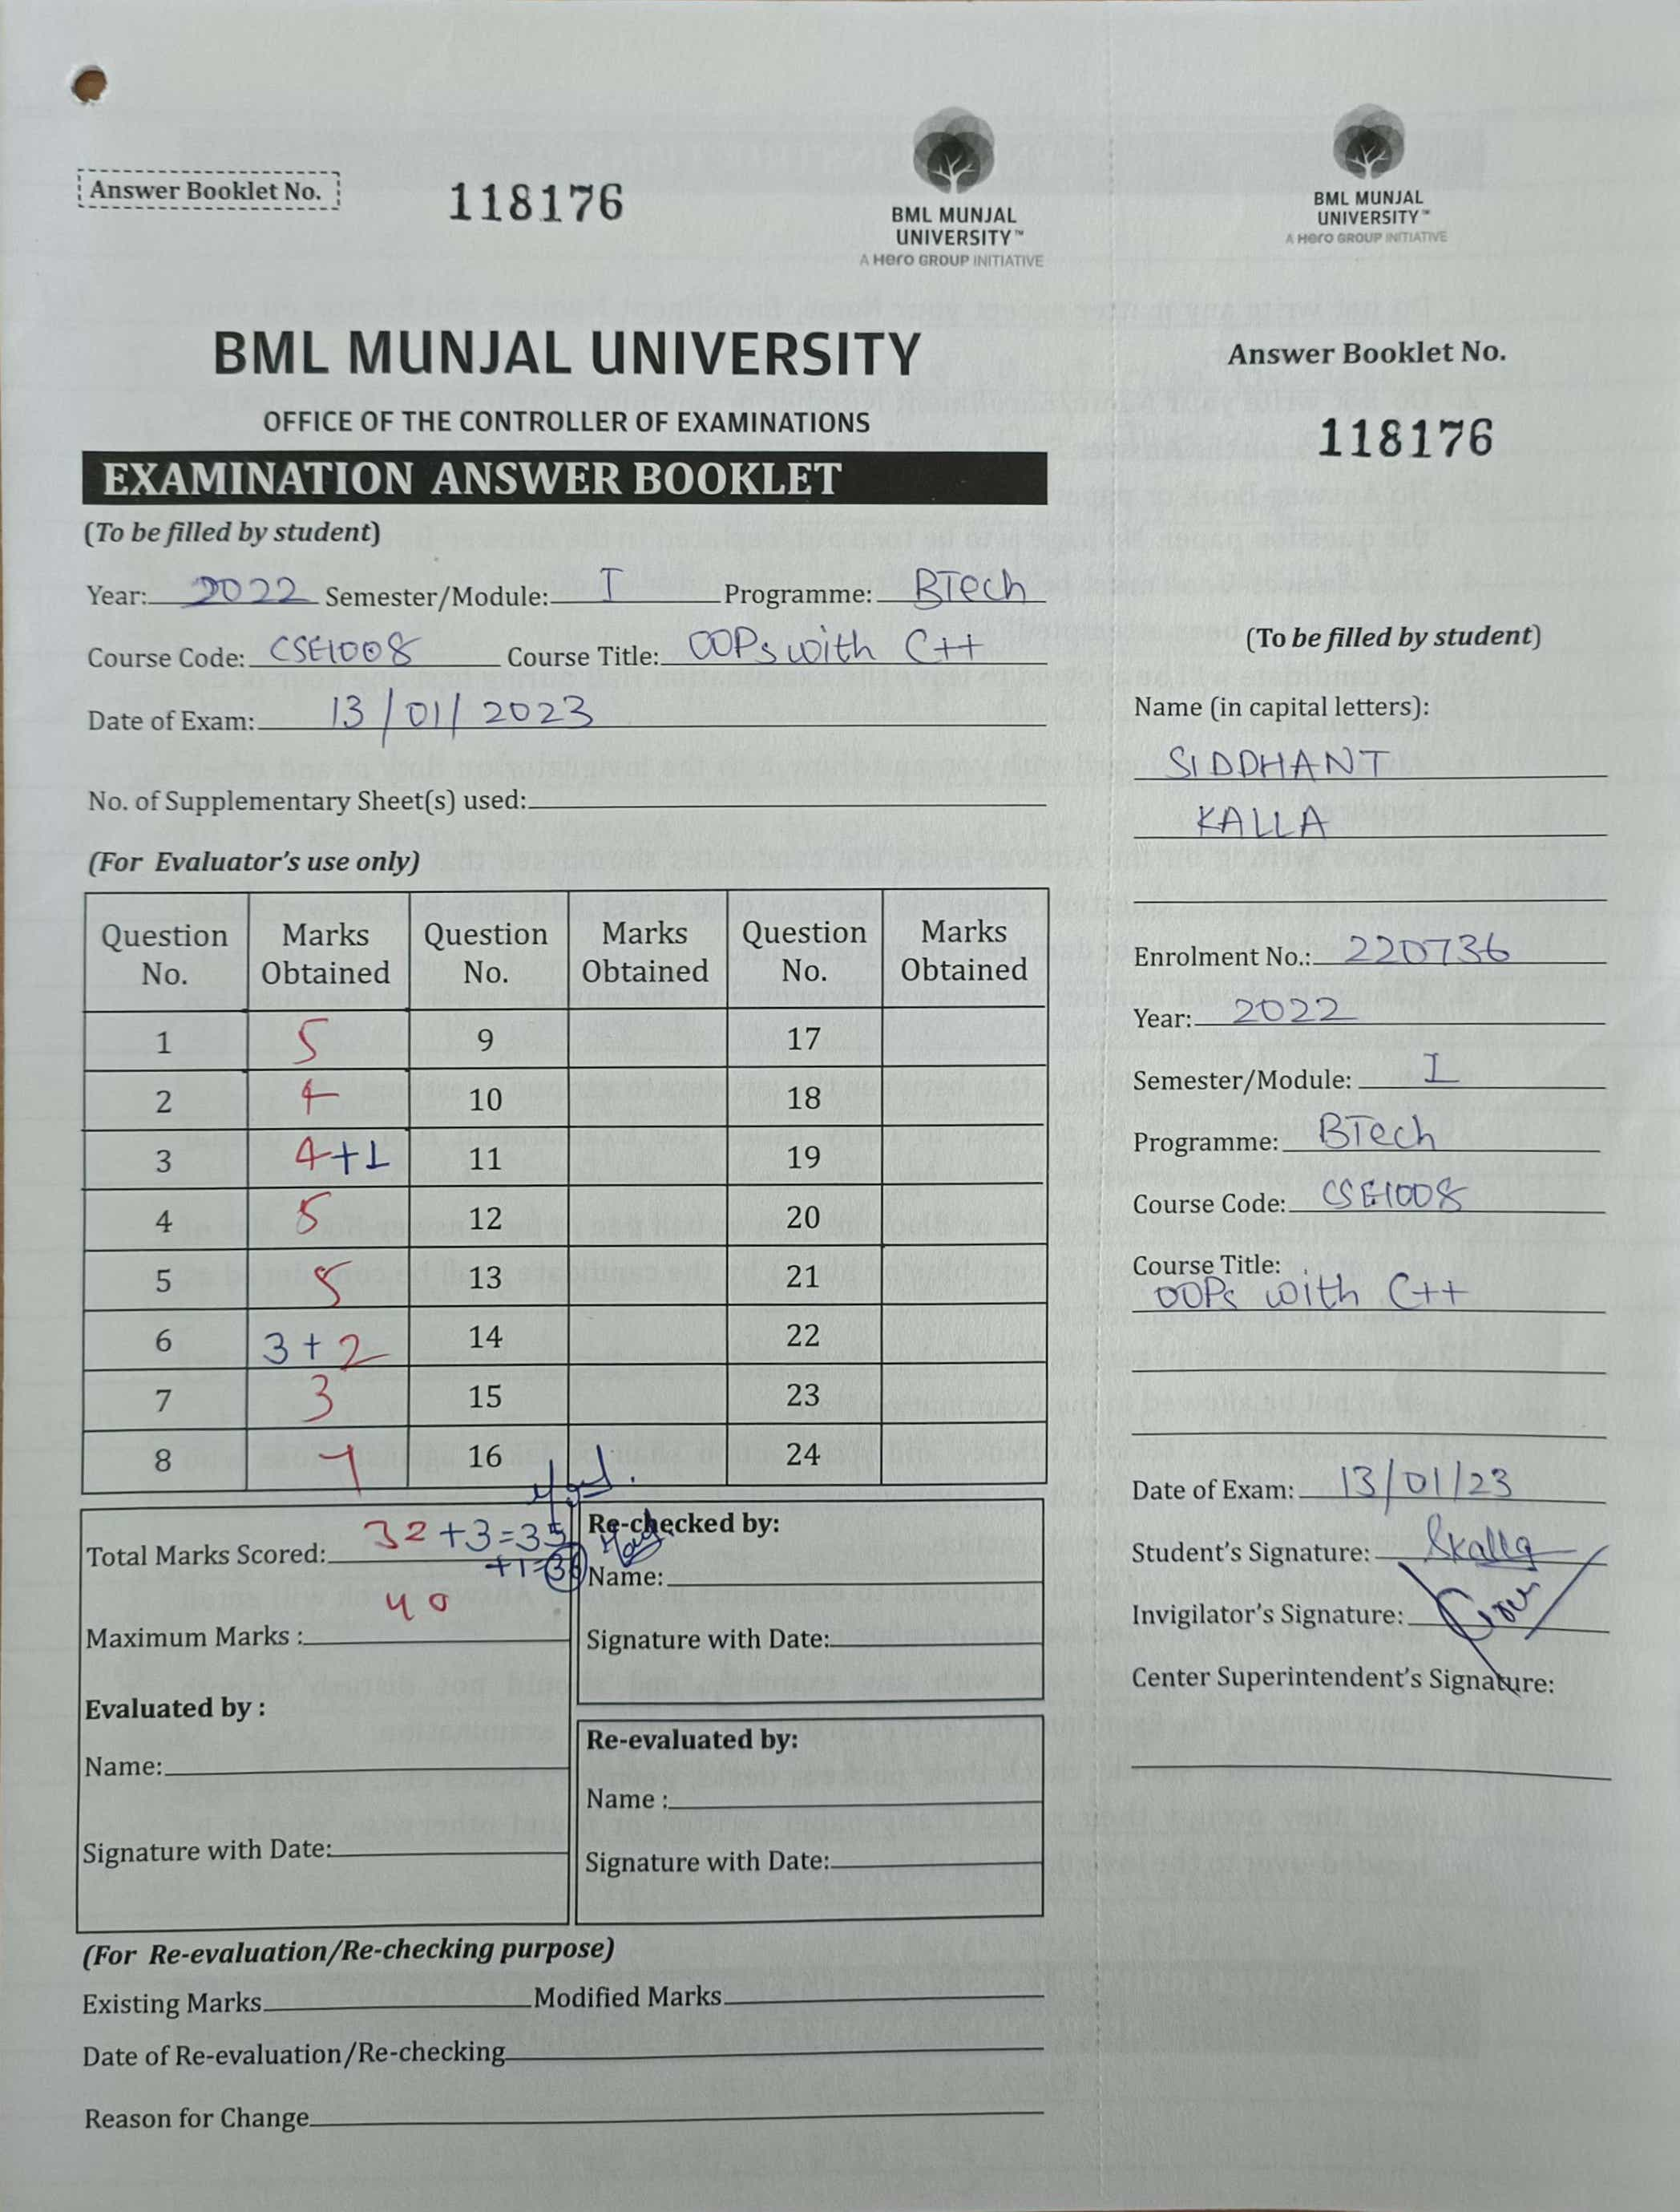 Answer Booklet No. 118176
BML MUNJAL
UNIVERSITY™
A Hero GROUP INITIATIVE
BML MUNJAL UNIVERSITY
OFFICE OF THE CONTROLLER OF EXAMINATIONS
EXAMINATION ANSWER BOOKLET
(To be filled by student)
Year: 2022 Semester/Module: I Programme: BTech
Course Code: CSE1008 Course Title: OOPs with C++
Date of Exam: 13/01/2023
No. of Supplementary Sheet(s) used:
(For Evaluator's use only)
Question No. Marks Obtained Question No. Marks Obtained Question No. Marks Obtained
1 5 9 17
2 4 10 18
3 4+1 11 19
4 5 12 20
5 5 13 21
6 3+2 14 22
7 3 15 23
8 4 16 24
Total Marks Scored: 32+3=35
+1=36
Maximum Marks : 40
Evaluated by :
Name:
Signature with Date:
Re-checked by:
Name:
Signature with Date:
Re-evaluated by:
Name :
Signature with Date:
(For Re-evaluation/Re-checking purpose)
Existing Marks Modified Marks
Date of Re-evaluation/Re-checking
Reason for Change
BML MUNJAL
UNIVERSITY™
A Hero GROUP INITIATIVE
Answer Booklet No.
118176
(To be filled by student)
Name (in capital letters):
SIDDHANT
KALLA
Enrolment No.: 220736
Year: 2022
Semester/Module: I
Programme: BTech
Course Code: CSE1008
Course Title:
OOPs with C++
Date of Exam: 13/01/23
Student's Signature: Skalla
Invigilator's Signature:
Center Superintendent's Signature: